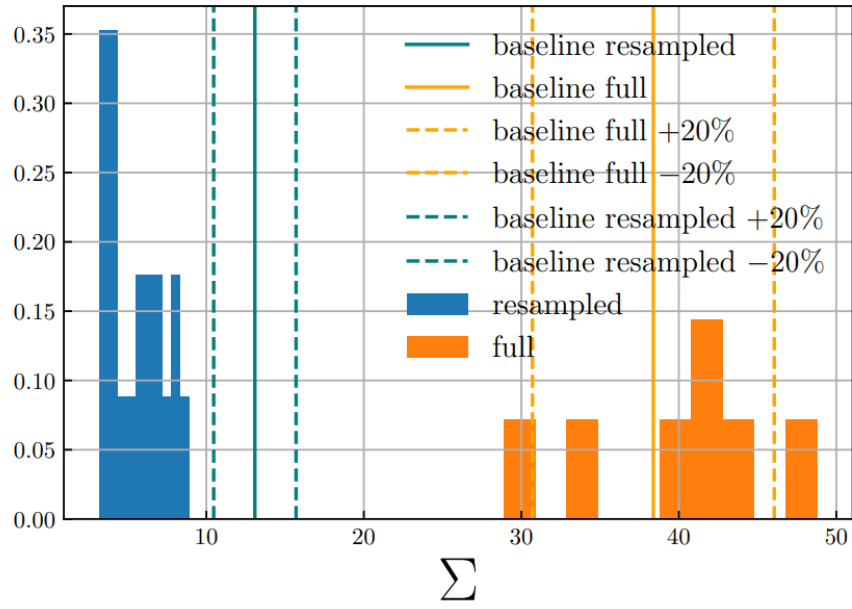 0.35
0.30
0.25
0.20
0.15
0.10
0.05
0.00
baseline resampled
baseline full
baseline full +20%
baseline full −20%
baseline resampled +20%
baseline resampled −20%
resampled
full
10 20 30 40 50
∑